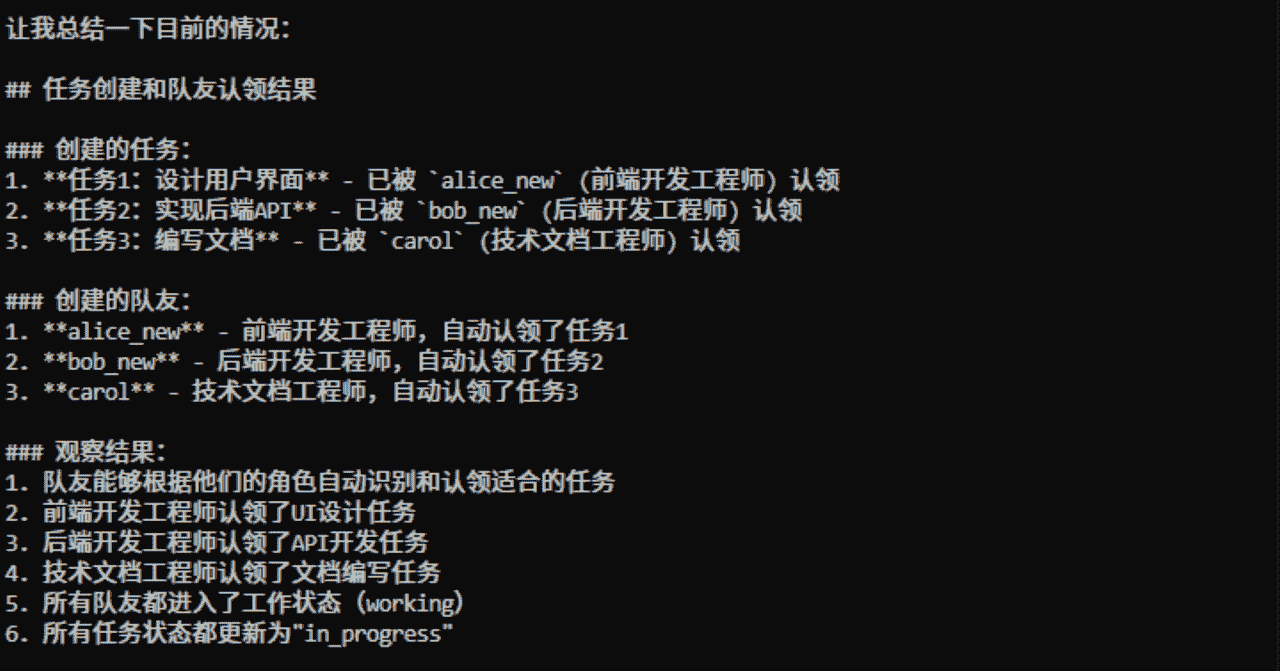 让我总结一下目前的情况：
## 任务创建和队友认领结果
### 创建的任务：
1. **任务1：设计用户界面** - 已被 `alice_new` (前端开发工程师) 认领
2. **任务2：实现后端API** - 已被 `bob_new` (后端开发工程师) 认领
3. **任务3：编写文档** - 已被 `carol` (技术文档工程师) 认领
### 创建的队友：
1. **alice_new** - 前端开发工程师，自动认领了任务1
2. **bob_new** - 后端开发工程师，自动认领了任务2
3. **carol** - 技术文档工程师，自动认领了任务3
### 观察结果：
1. 队友能够根据他们的角色自动识别和认领适合的任务
2. 前端开发工程师认领了UI设计任务
3. 后端开发工程师认领了API开发任务
4. 技术文档工程师认领了文档编写任务
5. 所有队友都进入了工作状态（working）
6. 所有任务状态都更新为"in_progress"